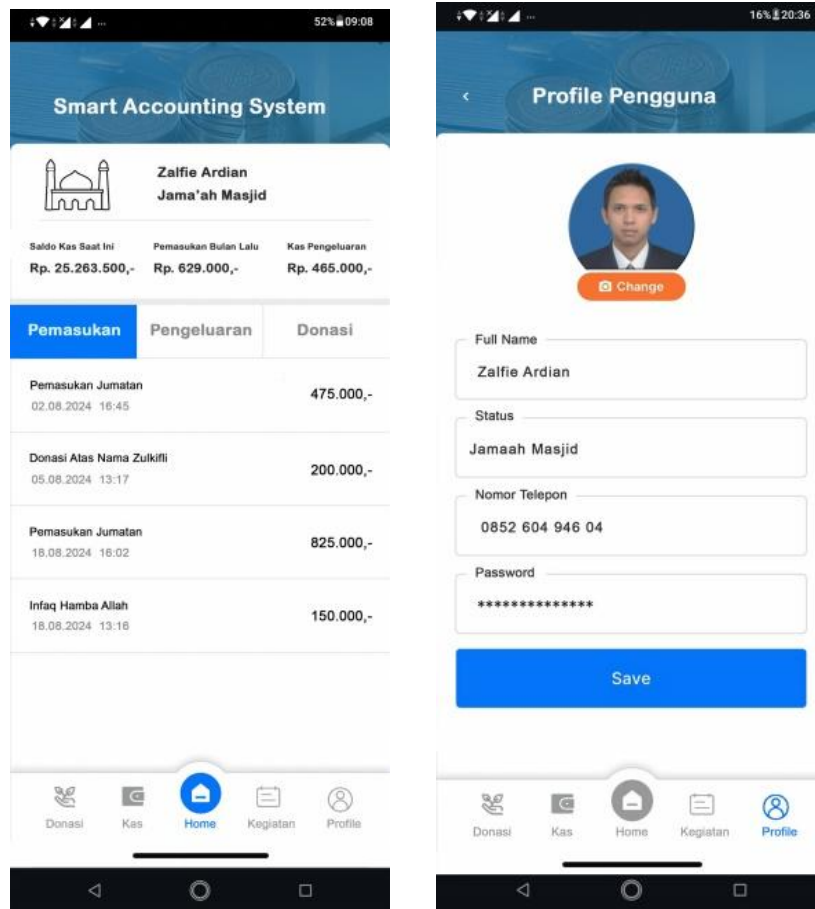 52% 09:08
Smart Accounting System
Zalfie Ardian
Jama'ah Masjid
Saldo Kas Saat Ini Pemasukan Bulan Lalu Kas Pengeluaran
Rp. 25.263.500,- Rp. 629.000,- Rp. 465.000,-
Pemasukan Pengeluaran Donasi
Pemasukan Jumatan
475.000,-
02.08.2024 16:45
Donasi Atas Nama Zulkifli
200.000,-
05.08.2024 13:17
Pemasukan Jumatan
825.000,-
18.08.2024 16:02
Infaq Hamba Allah
150.000,-
18.08.2024 13:16
Donasi Kas Home Kegiatan Profile
16% 20:36
Profile Pengguna
Change
Full Name
Zalfie Ardian
Status
Jamaah Masjid
Nomor Telepon
0852 604 946 04
Password
**************
Save
Donasi Kas Home Kegiatan Profile